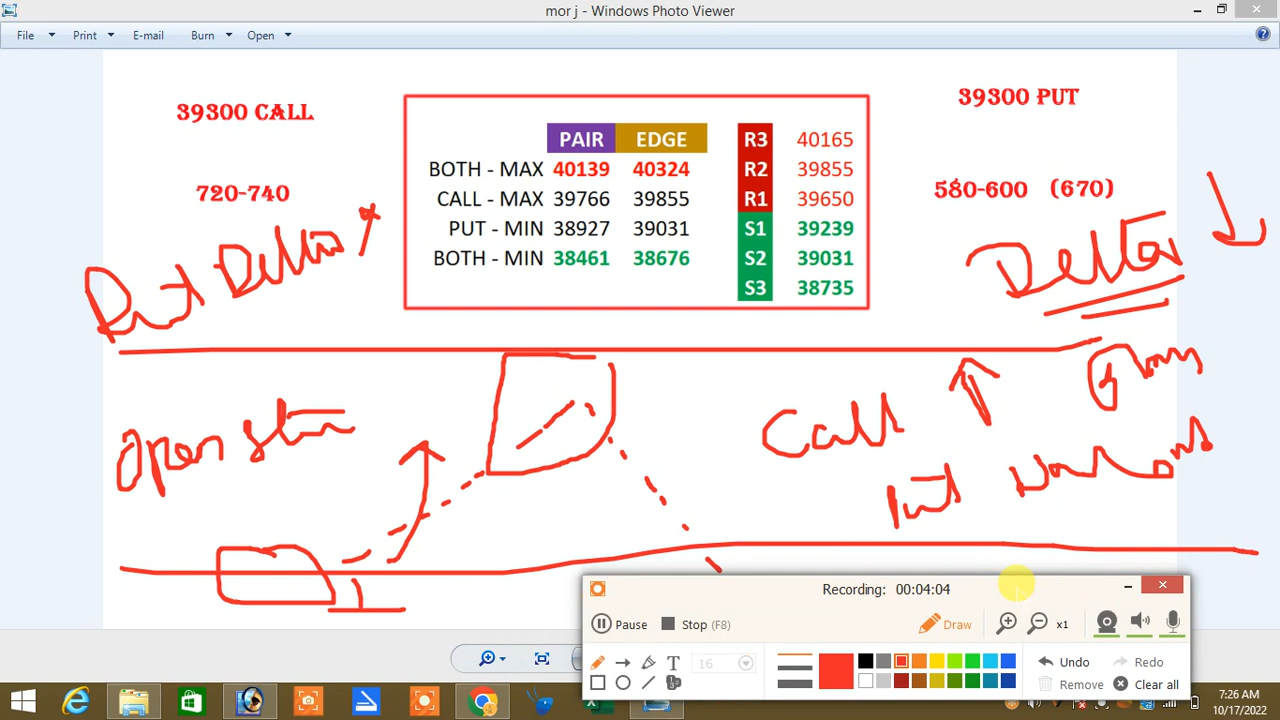 mor j - Windows Photo Viewer
File Print E-mail Burn Open
39300 CALL
39300 PUT
720-740
580-600 (670)
PAIR EDGE
BOTH - MAX 40139 40324
CALL - MAX 39766 39855
PUT - MIN 38927 39031
BOTH - MIN 38461 38676
R3 40165
R2 39855
R1 39650
S1 39239
S2 39031
S3 38735
Put Delta
Delta
Open
Call
Put
Recording: 00:04:04
Pause Stop (F8) Draw x1
T 16 Undo Redo
Remove Clear all
7:26 AM
10/17/2022